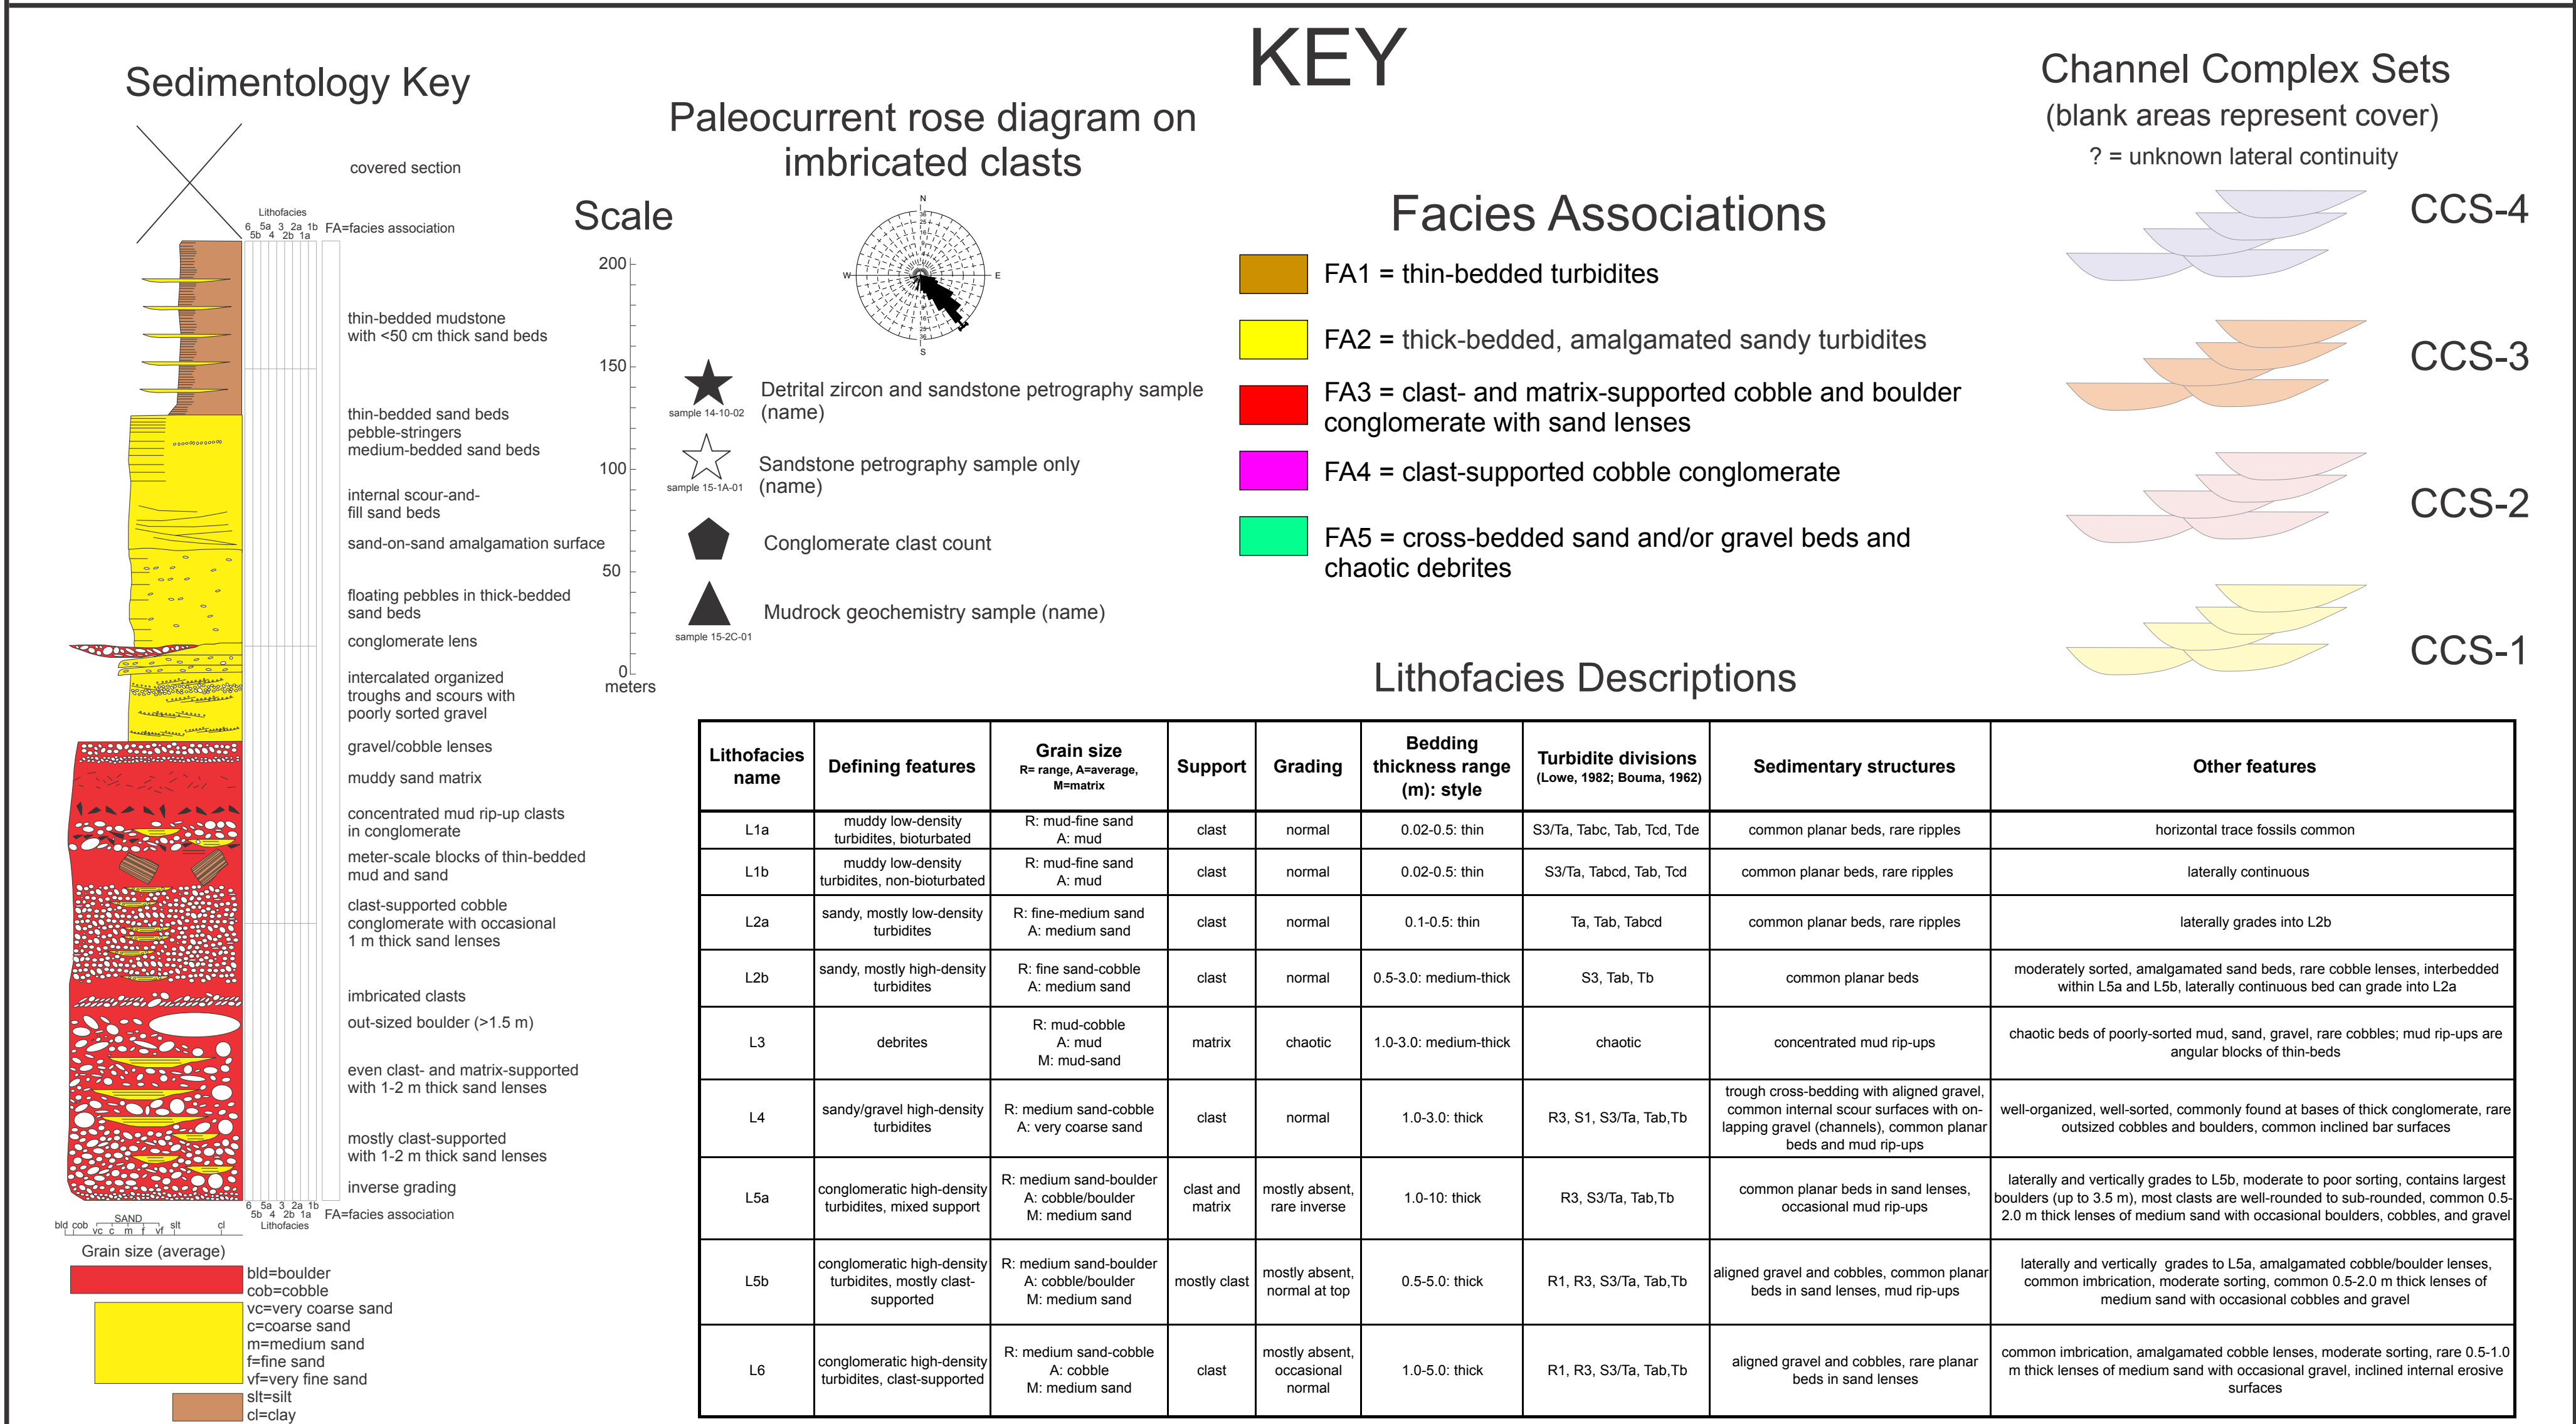 KEY
Sedimentology Key
covered section
Lithofacies
6 5a 3 2a 1b
5b 4 2b 1a
FA=facies association
thin-bedded mudstone
with <50 cm thick sand beds
thin-bedded sand beds
pebble-stringers
medium-bedded sand beds
internal scour-and-
fill sand beds
sand-on-sand amalgamation surface
floating pebbles in thick-bedded
sand beds
conglomerate lens
intercalated organized
troughs and scours with
poorly sorted gravel
gravel/cobble lenses
muddy sand matrix
concentrated mud rip-up clasts
in conglomerate
meter-scale blocks of thin-bedded
mud and sand
clast-supported cobble
conglomerate with occasional
1 m thick sand lenses
imbricated clasts
out-sized boulder (>1.5 m)
even clast- and matrix-supported
with 1-2 m thick sand lenses
mostly clast-supported
with 1-2 m thick sand lenses
inverse grading
6 5a 3 2a 1b
5b 4 2b 1a
Lithofacies
FA=facies association
SAND
bld cob vc c m f vf slt cl
Grain size (average)
bld=boulder
cob=cobble
vc=very coarse sand
c=coarse sand
m=medium sand
f=fine sand
vf=very fine sand
slt=silt
cl=clay
Scale
200
150
100
50
0
meters
Paleocurrent rose diagram on
imbricated clasts
N
W
E
S
sample 14-10-02
Detrital zircon and sandstone petrography sample
(name)
sample 15-1A-01
Sandstone petrography sample only
(name)
Conglomerate clast count
sample 15-2C-01
Mudrock geochemistry sample (name)
Facies Associations
FA1 = thin-bedded turbidites
FA2 = thick-bedded, amalgamated sandy turbidites
FA3 = clast- and matrix-supported cobble and boulder
conglomerate with sand lenses
FA4 = clast-supported cobble conglomerate
FA5 = cross-bedded sand and/or gravel beds and
chaotic debrites
Channel Complex Sets
(blank areas represent cover)
? = unknown lateral continuity
CCS-4
CCS-3
CCS-2
CCS-1
Lithofacies Descriptions
Lithofacies
name
Defining features
Grain size
R= range, A=average,
M=matrix
Support
Grading
Bedding
thickness range
(m): style
Turbidite divisions
(Lowe, 1982; Bouma, 1962)
Sedimentary structures
Other features
L1a
muddy low-density
turbidites, bioturbated
R: mud-fine sand
A: mud
clast
normal
0.02-0.5: thin
S3/Ta, Tabc, Tab, Tcd, Tde
common planar beds, rare ripples
horizontal trace fossils common
L1b
muddy low-density
turbidites, non-bioturbated
R: mud-fine sand
A: mud
clast
normal
0.02-0.5: thin
S3/Ta, Tabcd, Tab, Tcd
common planar beds, rare ripples
laterally continuous
L2a
sandy, mostly low-density
turbidites
R: fine-medium sand
A: medium sand
clast
normal
0.1-0.5: thin
Ta, Tab, Tabcd
common planar beds, rare ripples
laterally grades into L2b
L2b
sandy, mostly high-density
turbidites
R: fine sand-cobble
A: medium sand
clast
normal
0.5-3.0: medium-thick
S3, Tab, Tb
common planar beds
moderately sorted, amalgamated sand beds, rare cobble lenses, interbedded
within L5a and L5b, laterally continuous bed can grade into L2a
L3
debrites
R: mud-cobble
A: mud
M: mud-sand
matrix
chaotic
1.0-3.0: medium-thick
chaotic
concentrated mud rip-ups
chaotic beds of poorly-sorted mud, sand, gravel, rare cobbles; mud rip-ups are
angular blocks of thin-beds
L4
sandy/gravel high-density
turbidites
R: medium sand-cobble
A: very coarse sand
clast
normal
1.0-3.0: thick
R3, S1, S3/Ta, Tab,Tb
trough cross-bedding with aligned gravel,
common internal scour surfaces with on-
lapping gravel (channels), common planar
beds and mud rip-ups
well-organized, well-sorted, commonly found at bases of thick conglomerate, rare
outsized cobbles and boulders, common inclined bar surfaces
L5a
conglomeratic high-density
turbidites, mixed support
R: medium sand-boulder
A: cobble/boulder
M: medium sand
clast and
matrix
mostly absent,
rare inverse
1.0-10: thick
R3, S3/Ta, Tab,Tb
common planar beds in sand lenses,
occasional mud rip-ups
laterally and vertically grades to L5b, moderate to poor sorting, contains largest
boulders (up to 3.5 m), most clasts are well-rounded to sub-rounded, common 0.5-
2.0 m thick lenses of medium sand with occasional boulders, cobbles, and gravel
L5b
conglomeratic high-density
turbidites, mostly clast-
supported
R: medium sand-boulder
A: cobble/boulder
M: medium sand
mostly clast
mostly absent,
normal at top
0.5-5.0: thick
R1, R3, S3/Ta, Tab,Tb
aligned gravel and cobbles, common planar
beds in sand lenses, mud rip-ups
laterally and vertically grades to L5a, amalgamated cobble/boulder lenses,
common imbrication, moderate sorting, common 0.5-2.0 m thick lenses of
medium sand with occasional cobbles and gravel
L6
conglomeratic high-density
turbidites, clast-supported
R: medium sand-cobble
A: cobble
M: medium sand
clast
mostly absent,
occasional
normal
1.0-5.0: thick
R1, R3, S3/Ta, Tab,Tb
aligned gravel and cobbles, rare planar
beds in sand lenses
common imbrication, amalgamated cobble lenses, moderate sorting, rare 0.5-1.0
m thick lenses of medium sand with occasional gravel, inclined internal erosive
surfaces